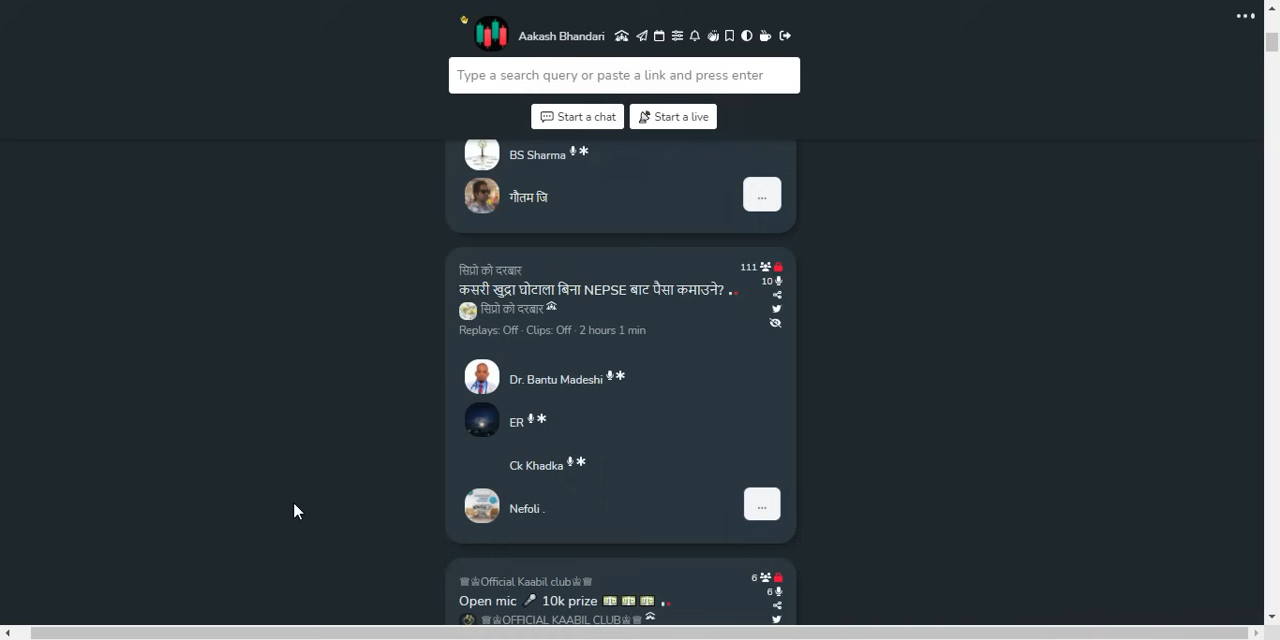 Aakash Bhandari
Type a search query or paste a link and press enter
Start a chat
Start a live
BS Sharma
गौतम जि
...
सिप्रो को दरबार
111
कसरी खुद्रा घोटाला बिना NEPSE बाट पैसा कमाउने?
10
सिप्रो को दरबार
Replays: Off · Clips: Off · 2 hours 1 min
Dr. Bantu Madeshi
ER
Ck Khadka
Nefoli .
...
♕♔Official Kaabil club♔♕
6
Open mic 🎤 10k prize 💵 💵 💵
6
♕♔OFFICIAL KAABIL CLUB♔♕